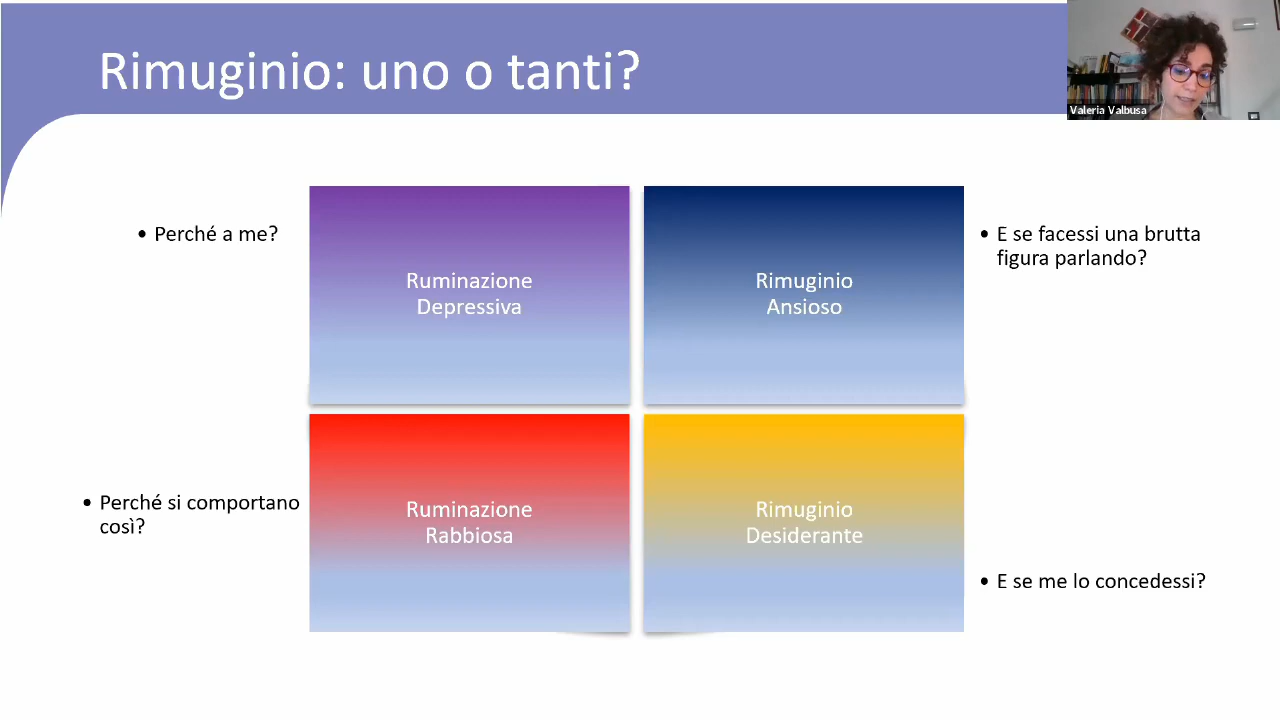 Rimuginio: uno o tanti?
Valeria Valbusa
• Perché a me?
Ruminazione
Depressiva
Rimuginio
Ansioso
• E se facessi una brutta
figura parlando?
• Perché si comportano
così?
Ruminazione
Rabbiosa
Rimuginio
Desiderante
• E se me lo concedessi?